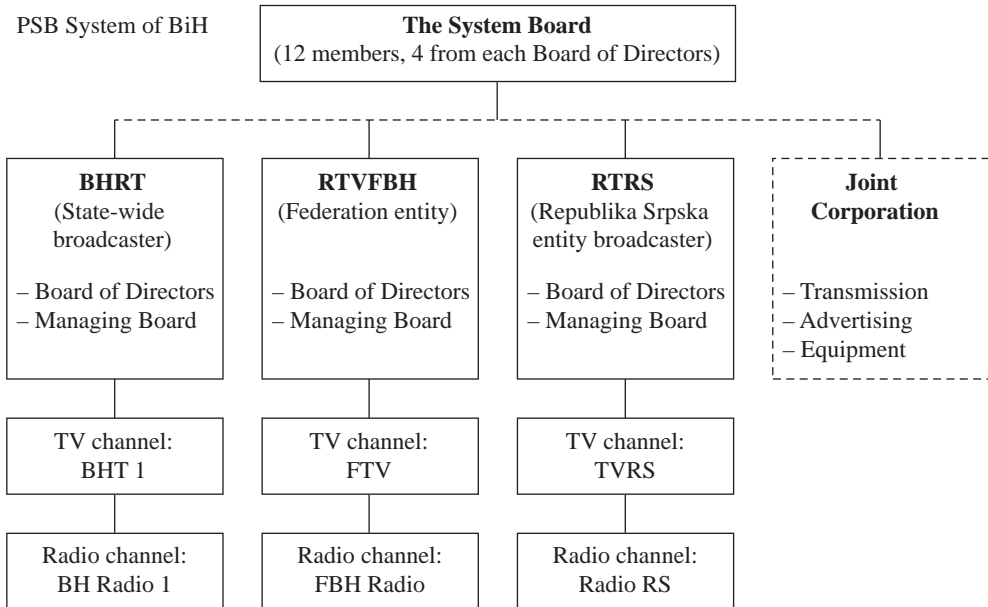 PSB System of BiH
The System Board
(12 members, 4 from each Board of Directors)
BHRT
(State-wide
broadcaster)
– Board of Directors
– Managing Board
RTVFBH
(Federation entity)
– Board of Directors
– Managing Board
RTRS
(Republika Srpska
entity broadcaster)
– Board of Directors
– Managing Board
Joint
Corporation
– Transmission
– Advertising
– Equipment
TV channel:
BHT 1
TV channel:
FTV
TV channel:
TVRS
Radio channel:
BH Radio 1
Radio channel:
FBH Radio
Radio channel:
Radio RS